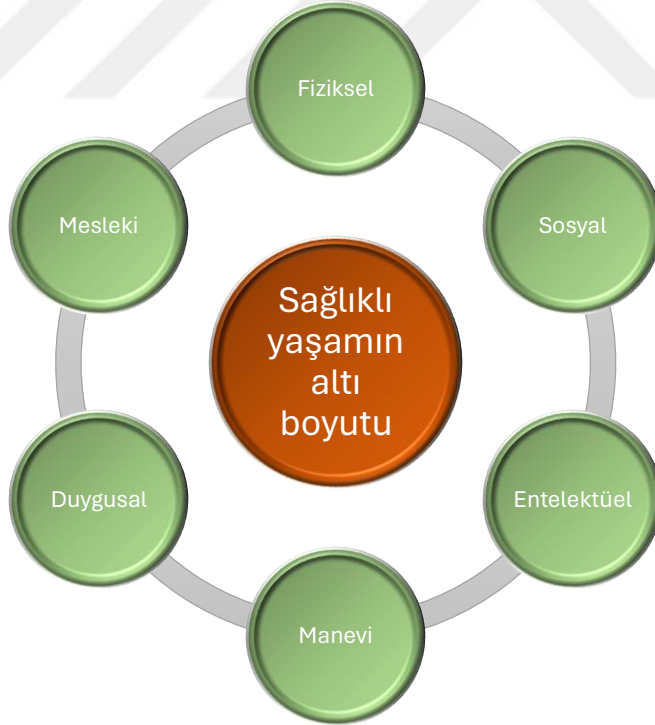 Fiziksel
Mesleki
Sosyal
Sağlıklı
yaşamın
altı
boyutu
Duygusal
Entelektüel
Manevi